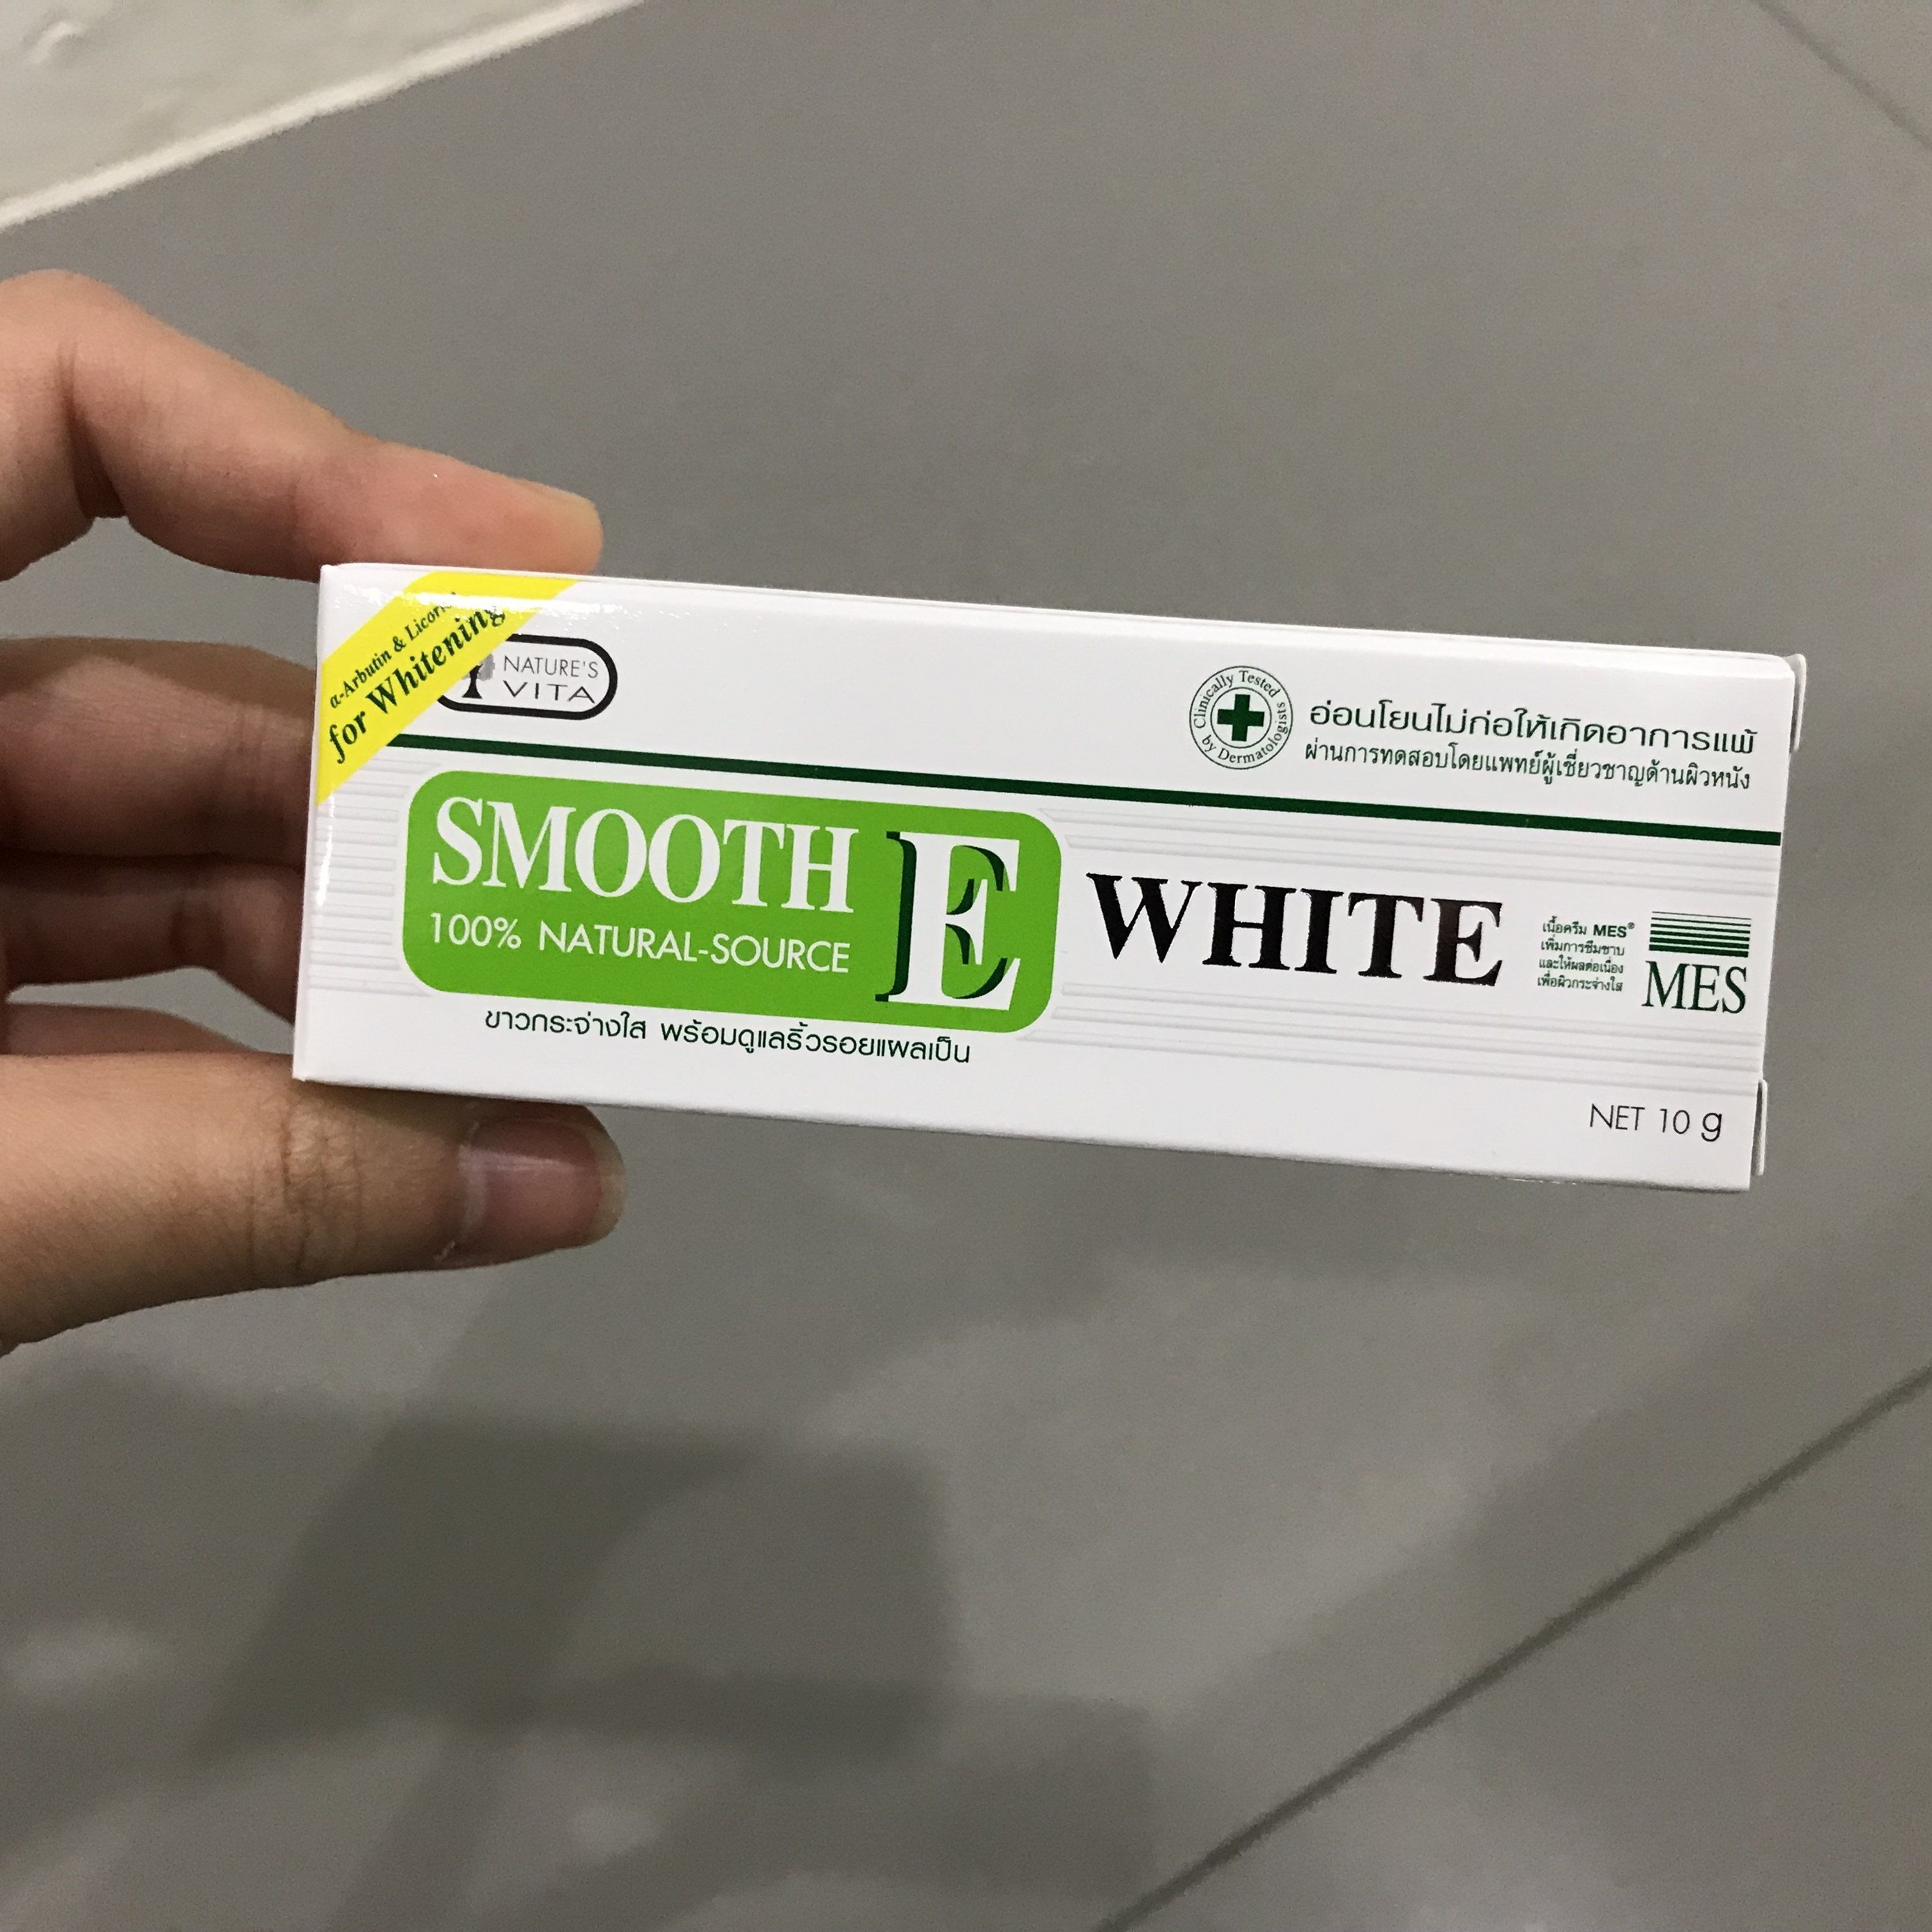 α-Arbutin & Licorice
for Whitening
NATURE'S
VITA
Clinically Tested
by Dermatologists
อ่อนโยนไม่ก่อให้เกิดอาการแพ้
ผ่านการทดสอบโดยแพทย์ผู้เชี่ยวชาญด้านผิวหนัง
SMOOTH E
100% NATURAL-SOURCE
WHITE
เนื้อครีม MES®
เพิ่มการซึมซาบ
และให้ผลต่อเนื่อง
เพื่อผิวกระจ่างใส
MES
ขาวกระจ่างใส พร้อมดูแลริ้วรอยแผลเป็น
NET 10 g